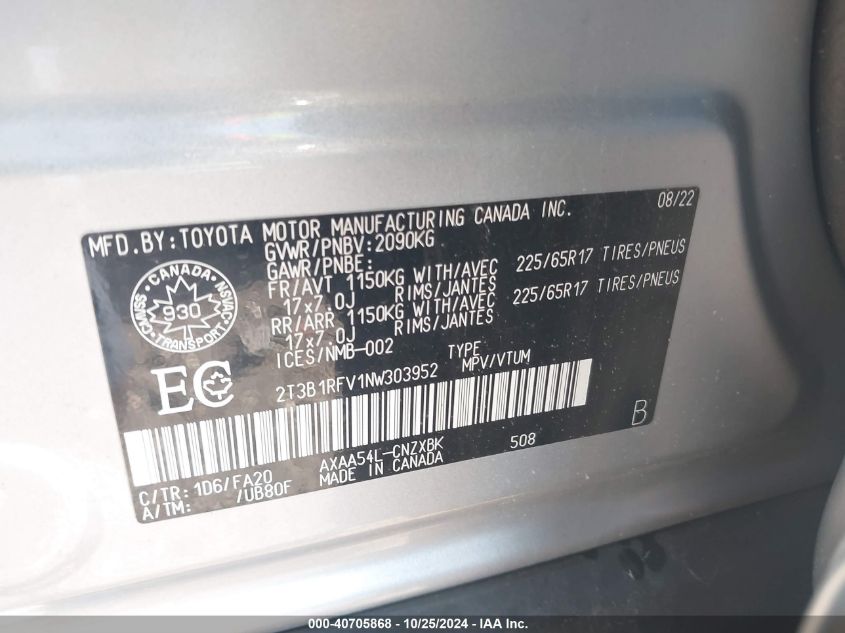 MFD.BY:TOYOTA MOTOR MANUFACTURING CANADA INC. 08/22
GVWR/PNBV:2090KG
GAWR/PNBE:
FR/AVT 1150KG WITH/AVEC 225/65R17 TIRES/PNEUS
17x7.0J RIMS/JANTES
RR/ARR 1150KG WITH/AVEC 225/65R17 TIRES/PNEUS
17x7.0J RIMS/JANTES
ICES/NMB-002 TYPE
2T3B1RFV1NW303952 MPV/VTUM
CANADA
930
TRANSPORT
CMVSS
NSVAC
EC
B
AXAA54L-CNZXBK 508
C/TR: 1D6/FA20 MADE IN CANADA
A/TM: /UB80F
000-40705868 - 10/25/2024 - IAA Inc.